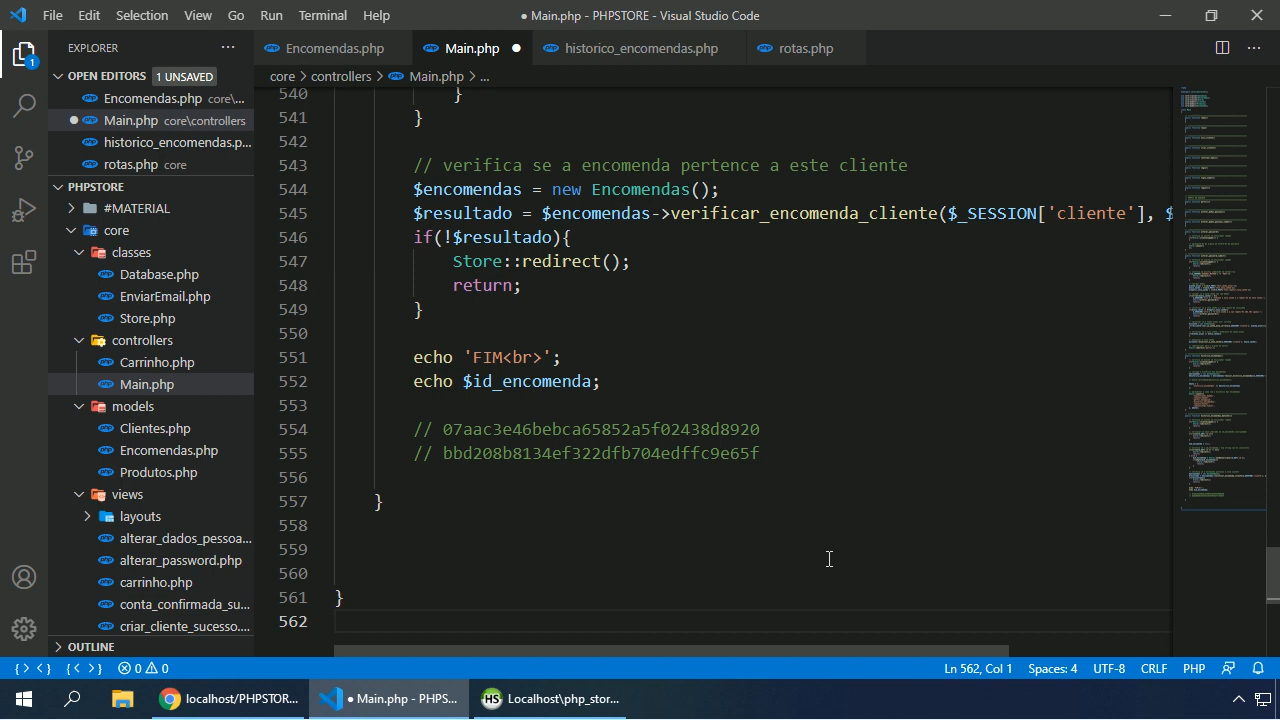 File Edit Selection View Go Run Terminal Help
● Main.php - PHPSTORE - Visual Studio Code
EXPLORER
OPEN EDITORS 1 UNSAVED
Encomendas.php core\...
Main.php core\controllers
historico_encomendas.p...
rotas.php core
PHPSTORE
#MATERIAL
core
classes
Database.php
EnviarEmail.php
Store.php
controllers
Carrinho.php
Main.php
models
Clientes.php
Encomendas.php
Produtos.php
views
layouts
alterar_dados_pessoa...
alterar_password.php
carrinho.php
conta_confirmada_su...
criar_cliente_sucesso....
OUTLINE
Encomendas.php Main.php historico_encomendas.php rotas.php
core > controllers > Main.php > ...
540 }
541 }
542
543 // verifica se a encomenda pertence a este cliente
544 $encomendas = new Encomendas();
545 $resultado = $encomendas->verificar_encomenda_cliente($_SESSION['cliente'], $
546 if(!$resultado){
547 Store::redirect();
548 return;
549 }
550
551 echo 'FIM<br>';
552 echo $id_encomenda;
553
554 // 07aac3e46bebca65852a5f02438d8920
555 // bbd208b8134ef322dfb704edffc9e65f
556
557 }
558
559
560
561 }
562
0 0
Ln 562, Col 1 Spaces: 4 UTF-8 CRLF PHP
localhost/PHPSTOR... ● Main.php - PHPS... HS Localhost\php_stor...